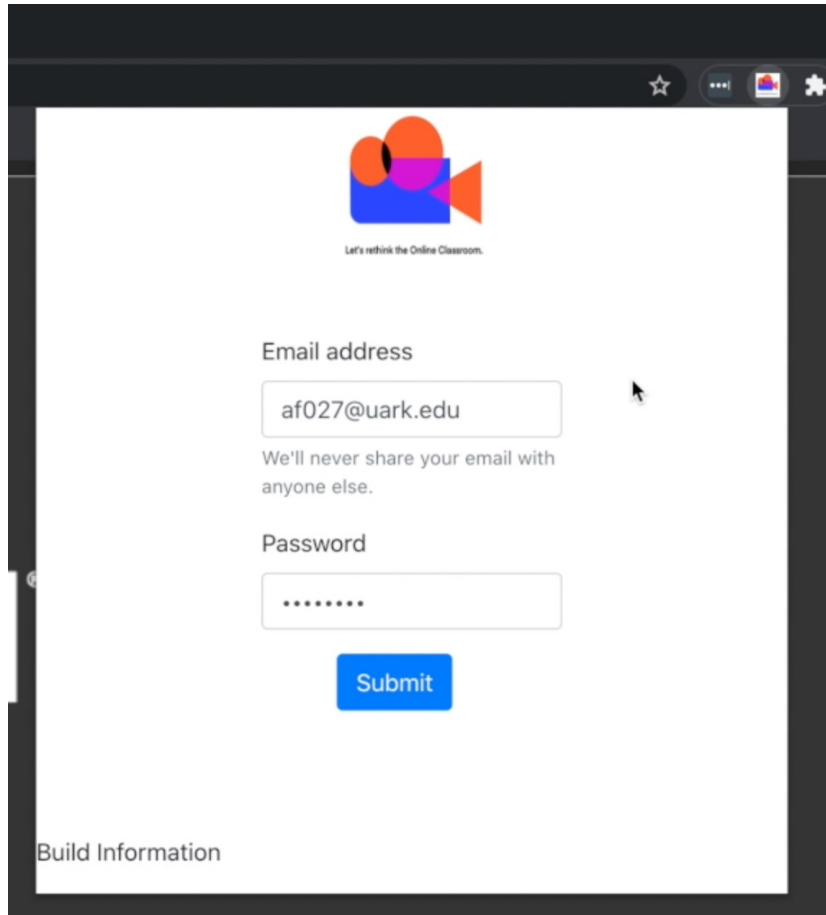 Let's rethink the Online Classroom.
Email address
af027@uark.edu
We'll never share your email with
anyone else.
Password
••••••••
Submit
Build Information